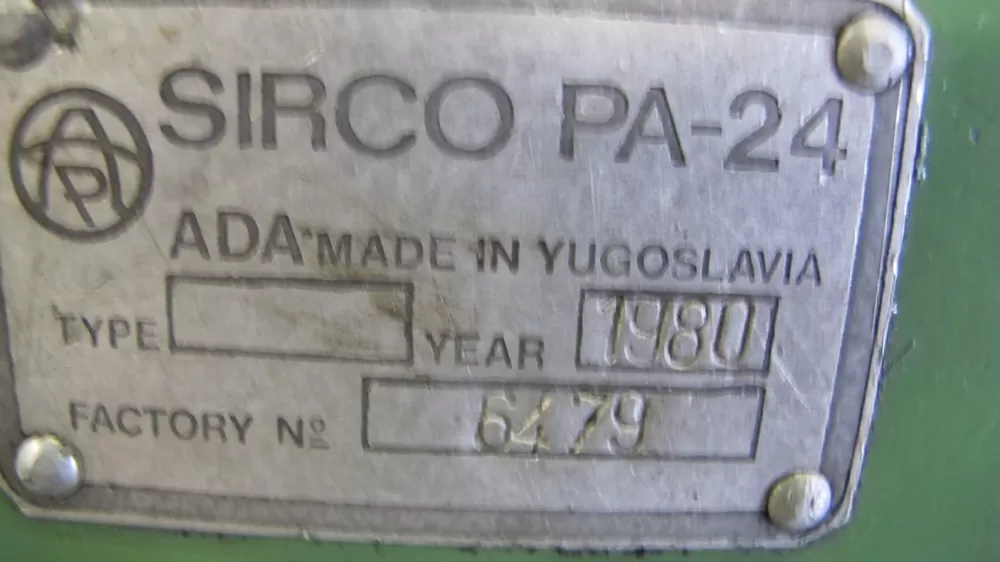 SIRCO PA-24
ADA MADE IN YUGOSLAVIA
TYPE YEAR 1980
FACTORY Nº 6479